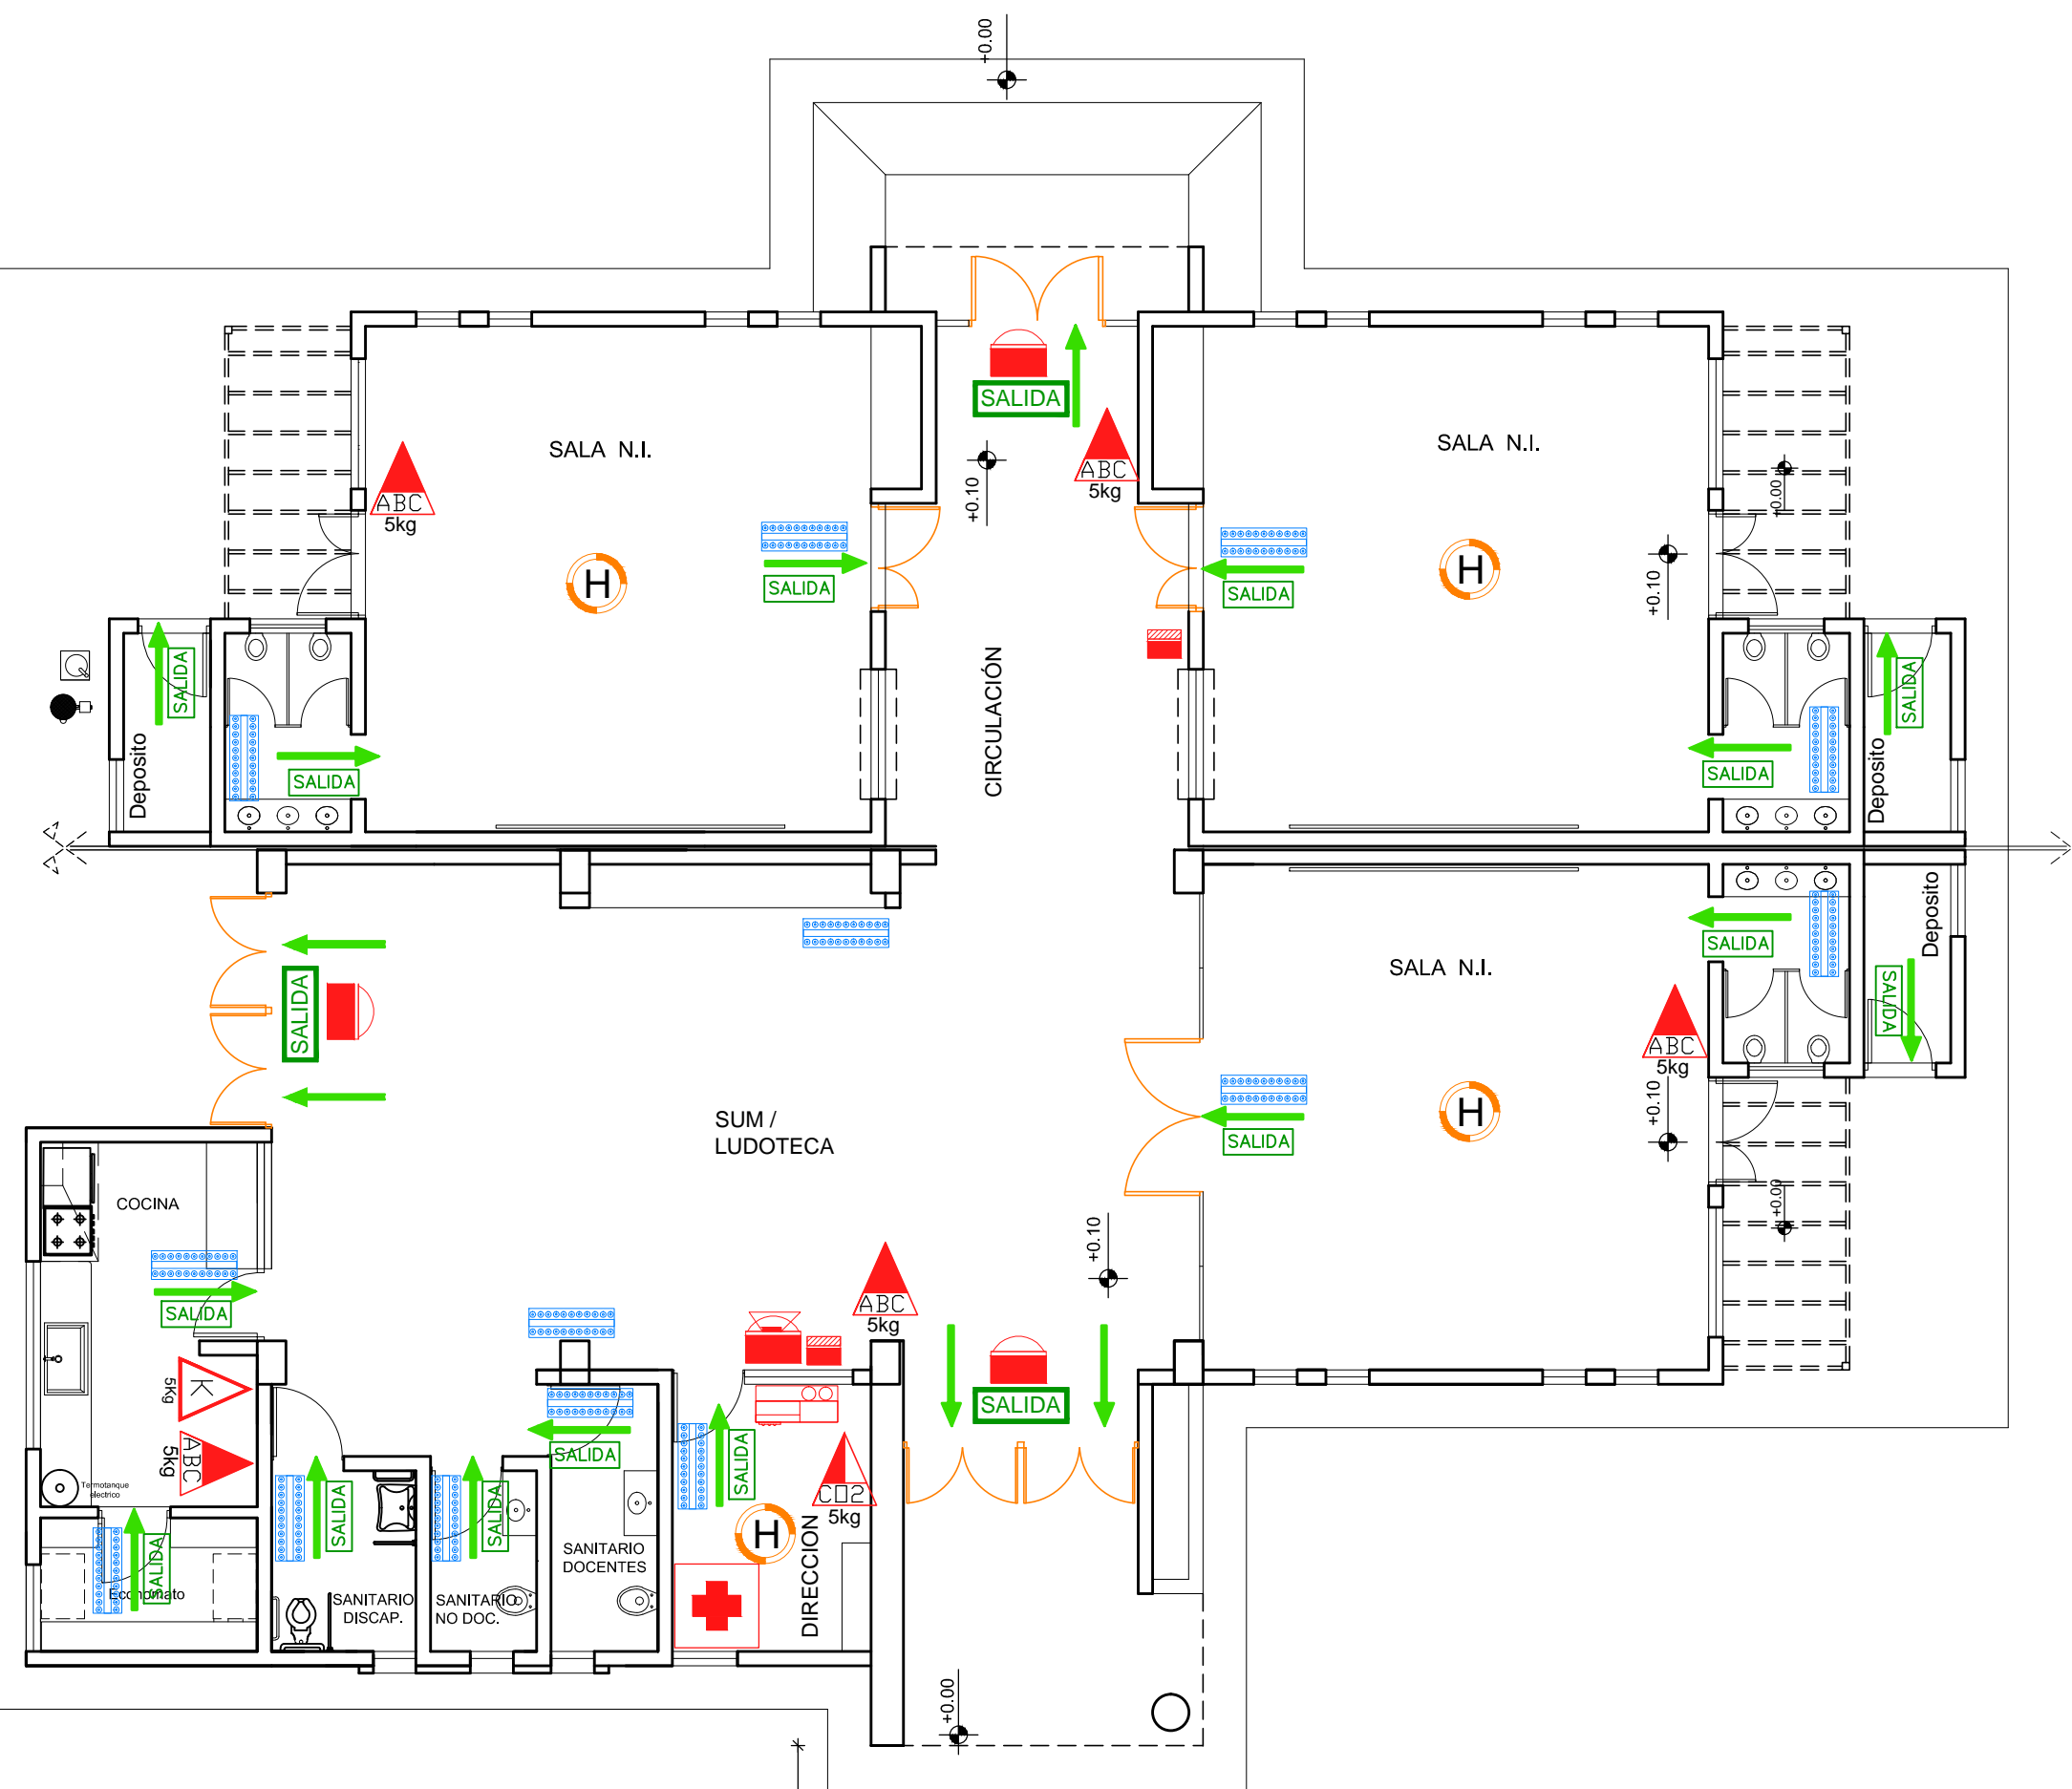 +0.00
SALIDA
SALA N.I.
SALA N.I.
ABC
5kg
ABC
5kg
+0.10
+0.00
H
H
SALIDA
SALIDA
+0.10
CIRCULACIÓN
SALIDA
SALIDA
Deposito
SALIDA
SALIDA
Deposito
SALIDA
SALIDA
Deposito
SALIDA
SALA N.I.
ABC
5kg
+0.10
H
SALIDA
SUM /
LUDOTECA
+0.00
COCINA
+0.10
SALIDA
ABC
5kg
K
5Kg
ABC
5kg
SALIDA
SALIDA
SALIDA
Termotanque
electrico
CO2
5kg
SALIDA
SALIDA
H
SALIDA
Economato
SANITARIO
DOCENTES
SANITARIO
DISCAP.
SANITARIO
NO DOC.
DIRECCION
+0.00